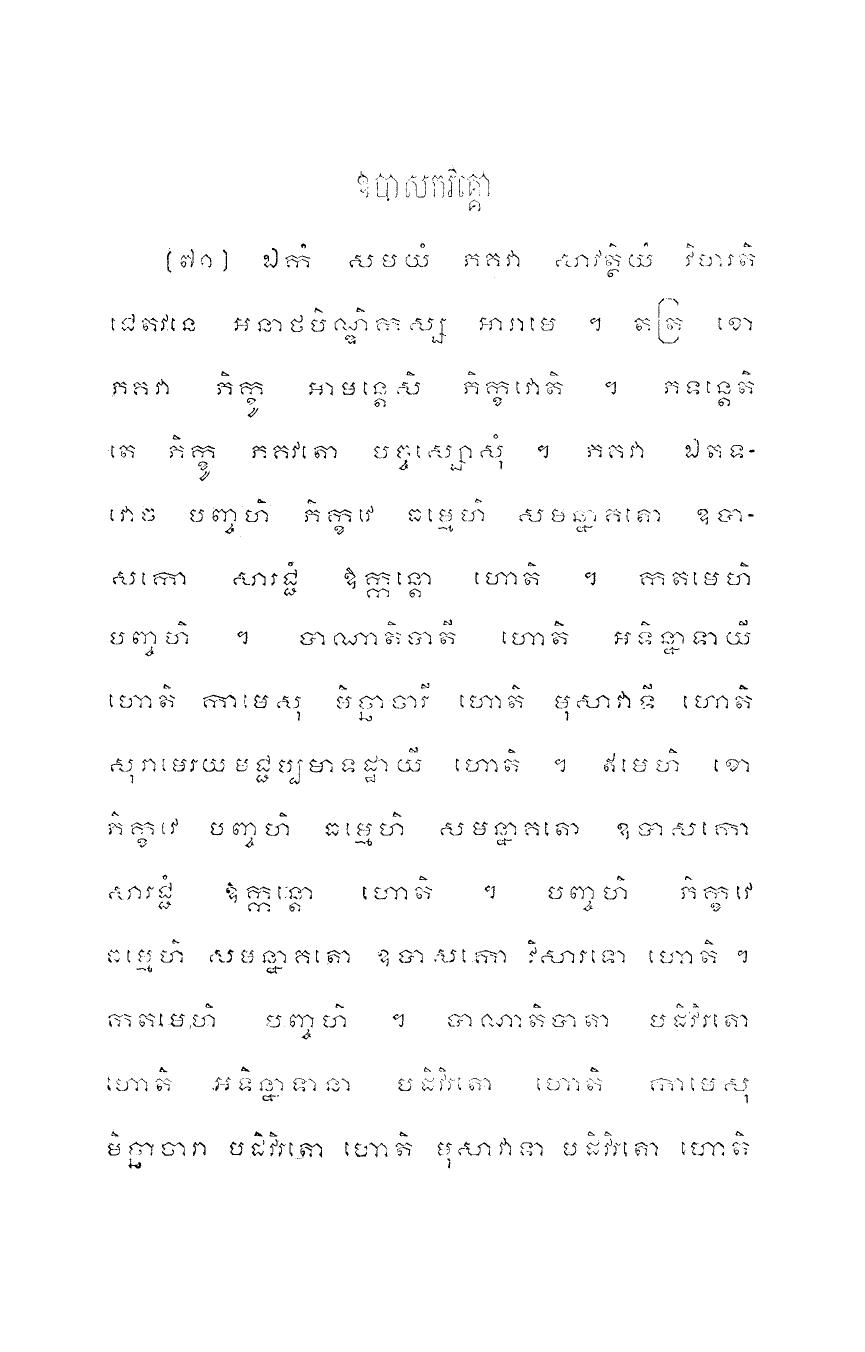 ឧបាសកវគ្គោ
(៧១) ឯកំ សមយំ ភគវា សាវត្ថិយំ វិហរតិ
ជេតវនេ អនាថបិណ្ឌិកស្ស អារាមេ ។ តត្រ ខោ
ភគវា ភិក្ខូ អាមន្តេសិ ភិក្ខវោតិ ។ ភទន្តេតិ
តេ ភិក្ខូ ភគវតោ បច្ចស្សោសុំ ។ ភគវា ឯតទ-
វោច បញ្ចហិ ភិក្ខវេ ធម្មេហិ សមន្នាគតោ ឧបា-
សកោ សារជ្ជំ ឱក្កន្តោ ហោតិ ។ កតមេហិ
បញ្ចហិ ។ បាណាតិបាតី ហោតិ អទិន្នាទាយី
ហោតិ កាមេសុ មិច្ឆាចារី ហោតិ មុសាវាទី ហោតិ
សុរាមេរយមជ្ជប្បមាទដ្ឋាយី ហោតិ ។ ឥមេហិ ខោ
ភិក្ខវេ បញ្ចហិ ធម្មេហិ សមន្នាគតោ ឧបាសកោ
សារជ្ជំ ឱក្កន្តោ ហោតិ ។ បញ្ចហិ ភិក្ខវេ
ធម្មេហិ សមន្នាគតោ ឧបាសកោ វិសារទោ ហោតិ ។
កតមេហិ បញ្ចហិ ។ បាណាតិបាតា បដិវិរតោ
ហោតិ អទិន្នាទានា បដិវិរតោ ហោតិ កាមេសុ
មិច្ឆាចារា បដិវិរតោ ហោតិ មុសាវាទា បដិវិរតោ ហោតិ